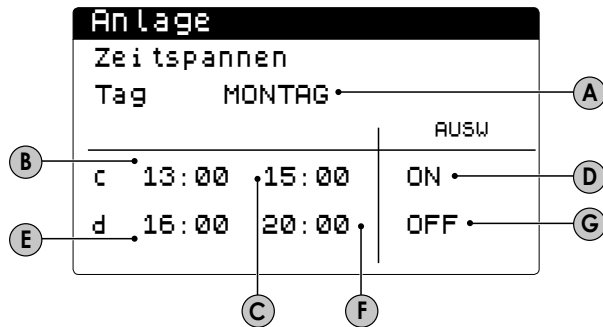 Anlage
Zeitspannen
Tag MONTAG A
AUSW
B
c 13:00 15:00 ON D
d 16:00 20:00 OFF G
E
C F